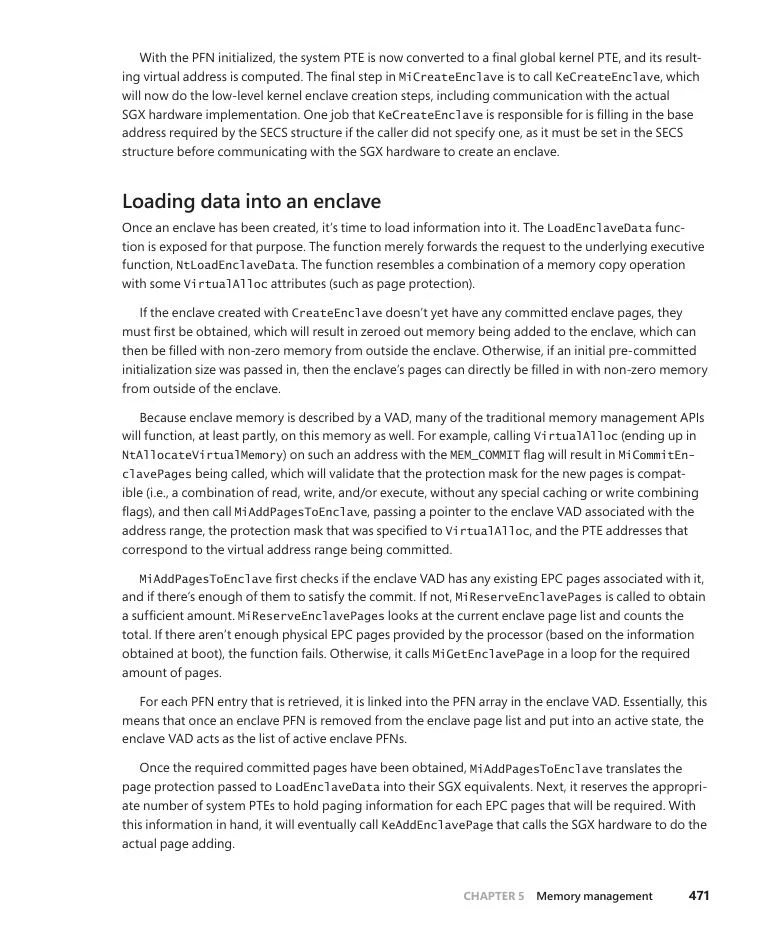 With the PFN initialized, the system PTE is now converted to a final global kernel PTE, and its result-
ing virtual address is computed. The final step in MiCreateEnclave is to call KeCreateEnclave, which
will now do the low-level kernel enclave creation steps, including communication with the actual
SGX hardware implementation. One job that KeCreateEnclave is responsible for is filling in the base
address required by the SECS structure if the caller did not specify one, as it must be set in the SECS
structure before communicating with the SGX hardware to create an enclave.
Loading data into an enclave
Once an enclave has been created, it’s time to load information into it. The LoadEnclaveData func-
tion is exposed for that purpose. The function merely forwards the request to the underlying executive
function, NtLoadEnclaveData. The function resembles a combination of a memory copy operation
with some VirtualAlloc attributes (such as page protection).
If the enclave created with CreateEnclave doesn’t yet have any committed enclave pages, they
must first be obtained, which will result in zeroed out memory being added to the enclave, which can
then be filled with non-zero memory from outside the enclave. Otherwise, if an initial pre-committed
initialization size was passed in, then the enclave’s pages can directly be filled in with non-zero memory
from outside of the enclave.
Because enclave memory is described by a VAD, many of the traditional memory management APIs
will function, at least partly, on this memory as well. For example, calling VirtualAlloc (ending up in
NtAllocateVirtualMemory) on such an address with the MEM_COMMIT flag will result in MiCommitEn-
clavePages being called, which will validate that the protection mask for the new pages is compat-
ible (i.e., a combination of read, write, and/or execute, without any special caching or write combining
flags), and then call MiAddPagesToEnclave, passing a pointer to the enclave VAD associated with the
address range, the protection mask that was specified to VirtualAlloc, and the PTE addresses that
correspond to the virtual address range being committed.
MiAddPagesToEnclave first checks if the enclave VAD has any existing EPC pages associated with it,
and if there’s enough of them to satisfy the commit. If not, MiReserveEnclavePages is called to obtain
a sufficient amount. MiReserveEnclavePages looks at the current enclave page list and counts the
total. If there aren’t enough physical EPC pages provided by the processor (based on the information
obtained at boot), the function fails. Otherwise, it calls MiGetEnclavePage in a loop for the required
amount of pages.
For each PFN entry that is retrieved, it is linked into the PFN array in the enclave VAD. Essentially, this
means that once an enclave PFN is removed from the enclave page list and put into an active state, the
enclave VAD acts as the list of active enclave PFNs.
Once the required committed pages have been obtained, MiAddPagesToEnclave translates the
page protection passed to LoadEnclaveData into their SGX equivalents. Next, it reserves the appropri-
ate number of system PTEs to hold paging information for each EPC pages that will be required. With
this information in hand, it will eventually call KeAddEnclavePage that calls the SGX hardware to do the
actual page adding.
CHAPTER 5 Memory management 471